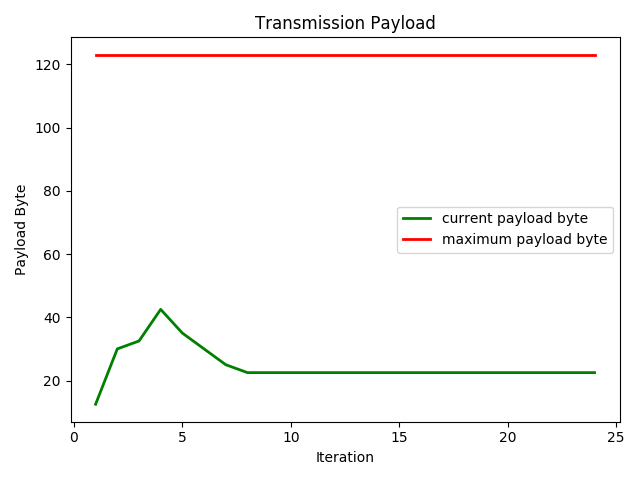 Transmission Payload
120
100
80
60
40
20
Payload Byte
current payload byte
maximum payload byte
0 5 10 15 20 25
Iteration